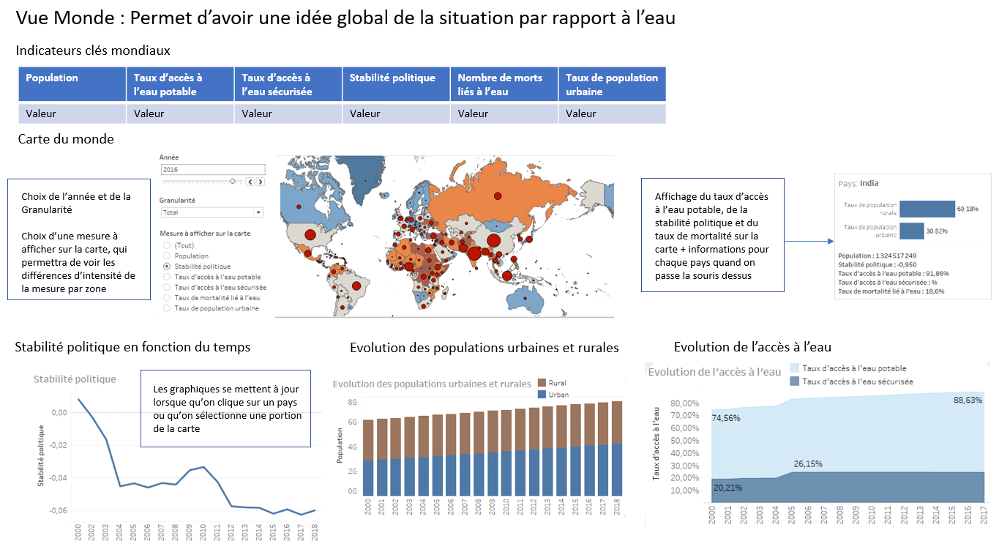 Vue Monde : Permet d’avoir une idée global de la situation par rapport à l’eau
Indicateurs clés mondiaux
Population
Taux d’accès à
l’eau potable
Taux d’accès à
l’eau sécurisée
Stabilité politique
Nombre de morts
liés à l’eau
Taux de population
urbaine
Valeur
Valeur
Valeur
Valeur
Valeur
Valeur
Carte du monde
Choix de l’année et de la
Granularité
Choix d’une mesure à
afficher sur la carte, qui
permettra de voir les
différences d’intensité de
la mesure par zone
Année
2016
Granularité
Total
Mesure à afficher sur la carte
(Tout)
Population
Stabilité politique
Taux d'accès à l'eau potable
Taux d'accès à l'eau sécurisée
Taux de mortalité lié à l'eau
Taux de population urbaine
Affichage du taux d’accès
à l’eau potable, de la
stabilité politique et du
taux de mortalité sur la
carte + informations pour
chaque pays quand on
passe la souris dessus
Pays: India
Taux de population
rurale
69,18%
Taux de population
urbaine
30.82%
Population : 1 324 517 249
Stabilité politique : -0,950
Taux d'accès à l'eau potable : 91,86%
Taux d'accès à l'eau sécurisée : %
Taux de mortalité lié à l'eau : 18,6%
Stabilité politique en fonction du temps
Stabilité politique
Les graphiques se mettent à jour
lorsque qu’on clique sur un pays
ou qu’on sélectionne une portion
de la carte
Stabilité politique
0,00
-0,02
-0,04
-0,06
2000
2002
2003
2004
2005
2006
2007
2008
2009
2010
2011
2012
2013
2014
2015
2016
2017
2018
Evolution des populations urbaines et rurales
Evolution des populations urbaines et rurales
Rural
Urban
Population
8G
6G
4G
2G
0G
2000
2001
2002
2003
2004
2005
2006
2007
2008
2009
2010
2011
2012
2013
2014
2015
2016
2017
2018
Evolution de l’accès à l’eau
Evolution de l'accès à l'eau
Taux d'accès à l'eau potable
Taux d'accès à l'eau sécurisée
Taux d'accès à l'eau
80,00%
70,00%
60,00%
50,00%
40,00%
30,00%
20,00%
10,00%
74,56%
88,63%
26,15%
20,21%
2000
2001
2002
2003
2004
2005
2006
2007
2008
2009
2010
2011
2012
2013
2014
2015
2016
2017